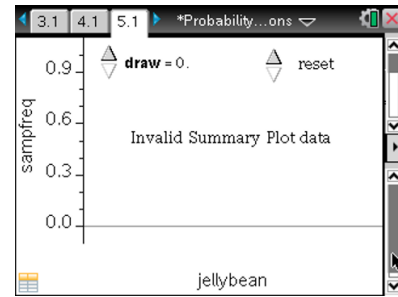 3.1 4.1 5.1 *Probability...ons
draw = 0. reset
0.9
0.6
0.3
0.0
sampfreq
Invalid Summary Plot data
jellybean